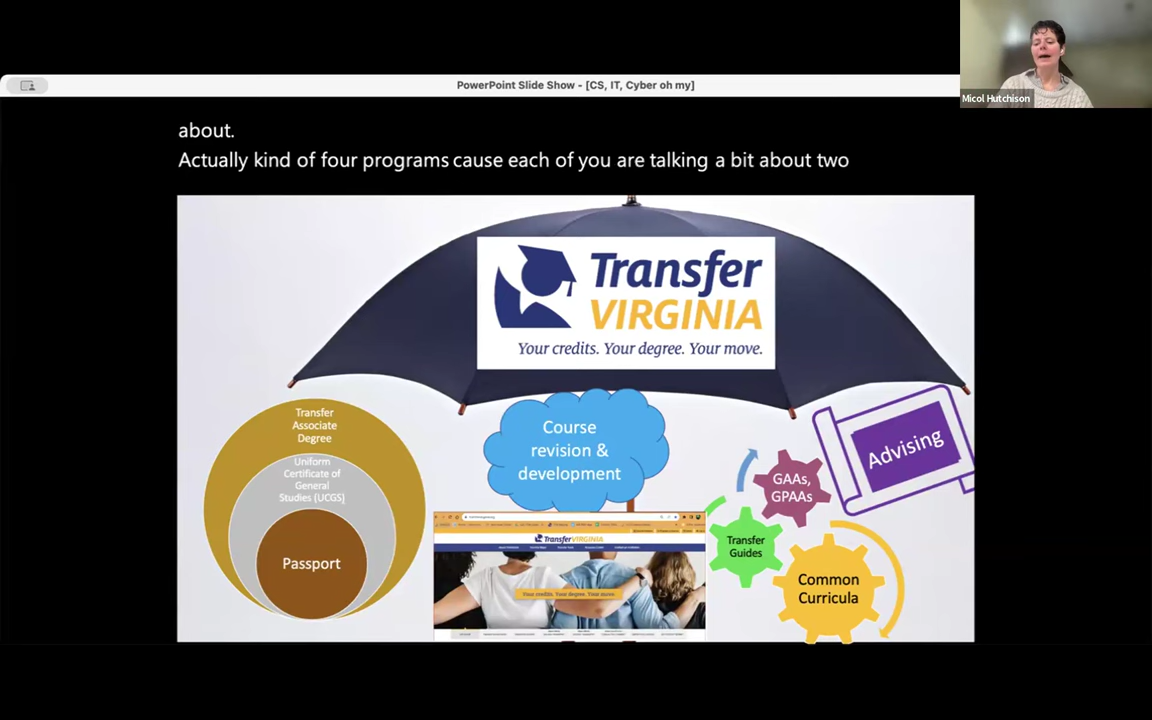 PowerPoint Slide Show - [CS, IT, Cyber oh my]
Micol Hutchison
about.
Actually kind of four programs cause each of you are talking a bit about two
Transfer
VIRGINIA
Your credits. Your degree. Your move.
Transfer
Associate
Degree
Uniform
Certificate of
General
Studies (UCGS)
Passport
Course
revision &
development
Transfer VIRGINIA
Your credits. Your degree. Your move.
GAAs,
GPAAs
Transfer
Guides
Common
Curricula
Advising